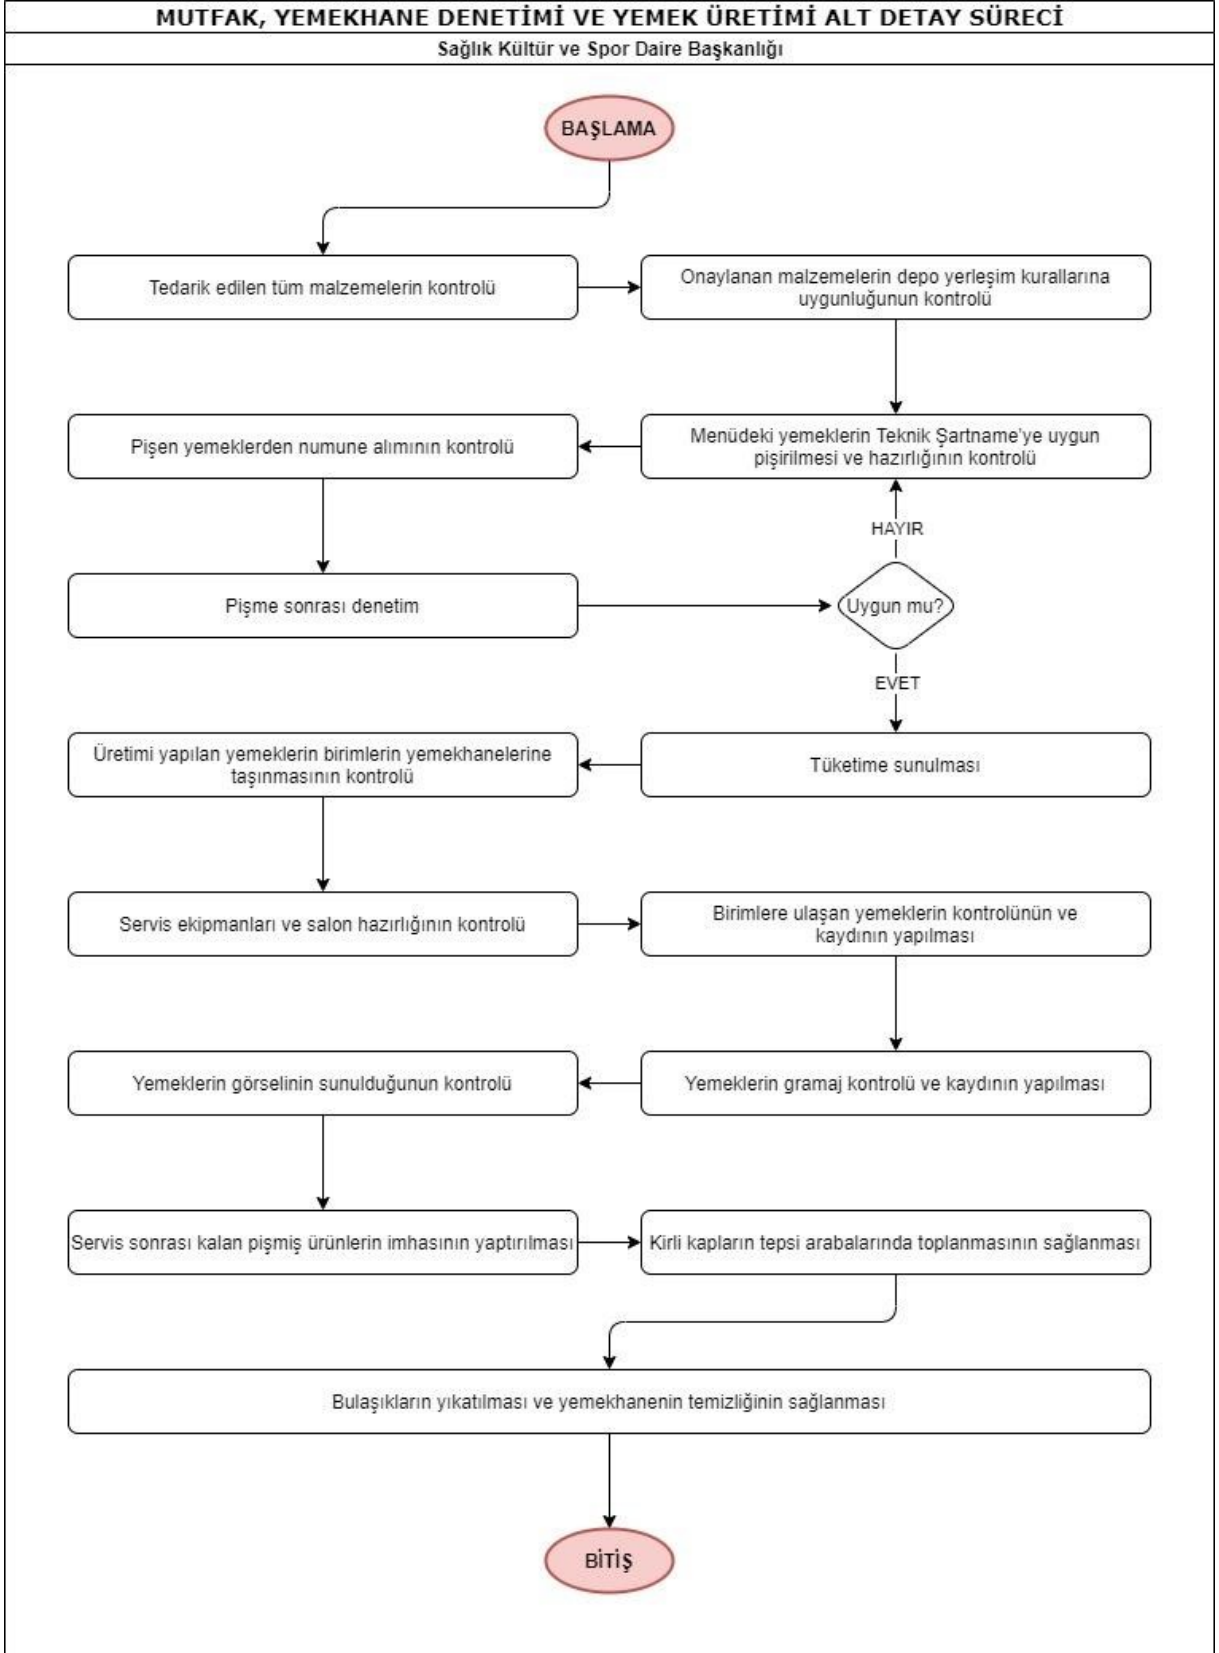 MUTFAK, YEMEKHANE DENETİMİ VE YEMEK ÜRETİMİ ALT DETAY SÜRECİ
Sağlık Kültür ve Spor Daire Başkanlığı
BAŞLAMA
Tedarik edilen tüm malzemelerin kontrolü
Onaylanan malzemelerin depo yerleşim kurallarına
uygunluğunun kontrolü
Menüdeki yemeklerin Teknik Şartname'ye uygun
pişirilmesi ve hazırlığının kontrolü
Pişen yemeklerden numune alımının kontrolü
Pişme sonrası denetim
Uygun mu?
HAYIR
EVET
Tüketime sunulması
Üretimi yapılan yemeklerin birimlerin yemekhanelerine
taşınmasının kontrolü
Servis ekipmanları ve salon hazırlığının kontrolü
Birimlere ulaşan yemeklerin kontrolünün ve
kaydının yapılması
Yemeklerin gramaj kontrolü ve kaydının yapılması
Yemeklerin görselinin sunulduğunun kontrolü
Servis sonrası kalan pişmiş ürünlerin imhasının yaptırılması
Kirli kapların tepsi arabalarında toplanmasının sağlanması
Bulaşıkların yıkatılması ve yemekhanenin temizliğinin sağlanması
BİTİŞ